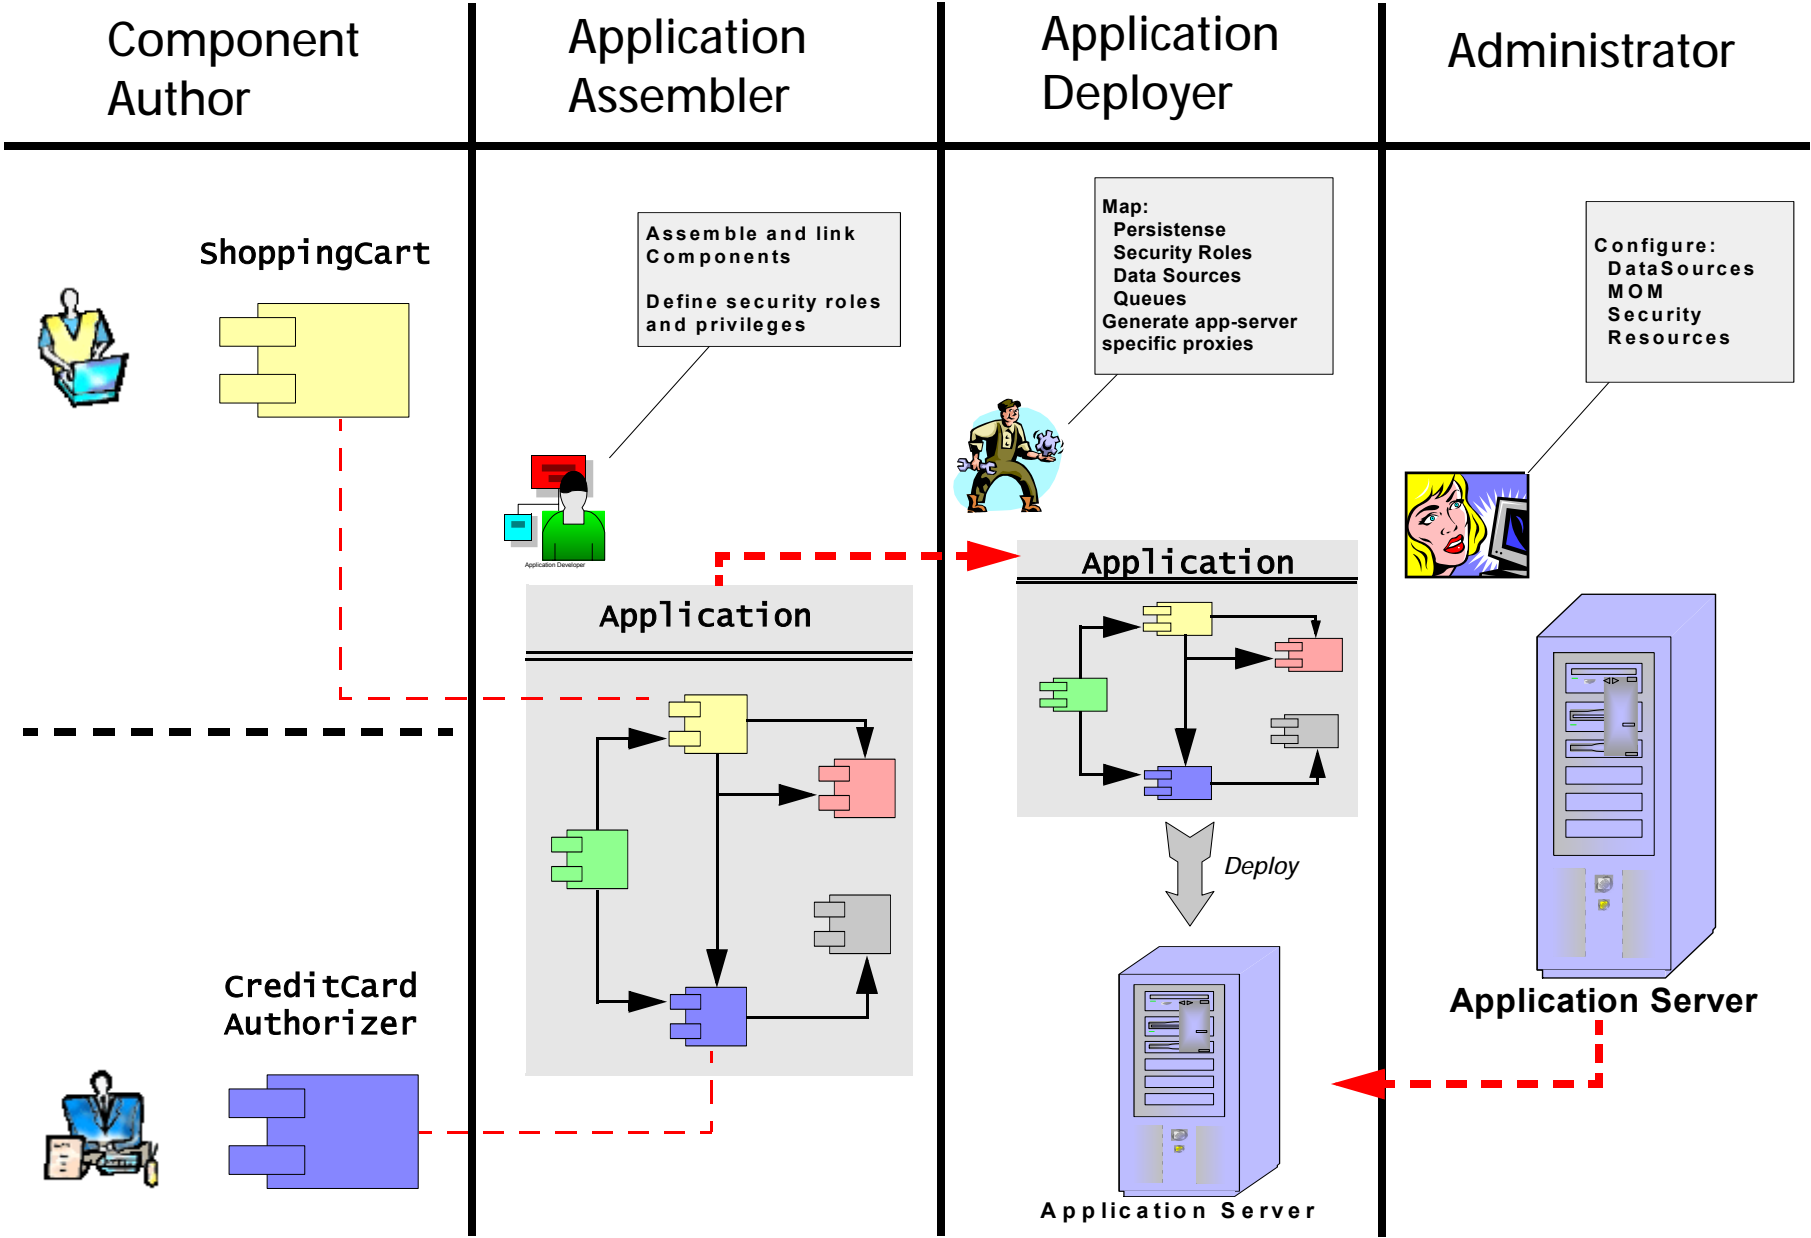 Component
Author
Application
Assembler
Application
Deployer
Administrator
ShoppingCart
CreditCard
Authorizer
Assemble and link
Components
Define security roles
and privileges
Application Developer
Application
Map:
Persistense
Security Roles
Data Sources
Queues
Generate app-server
specific proxies
Application
Deploy
Application Server
Configure:
DataSources
MOM
Security
Resources
Application Server